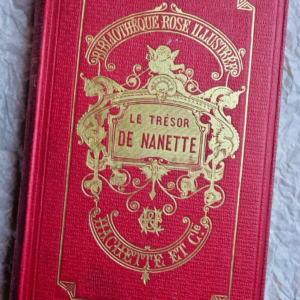 BIBLIOTHÈQUE ROSE ILLUSTRÉE
LE TRÉSOR
DE NANETTE
HACHETTE ET Cie